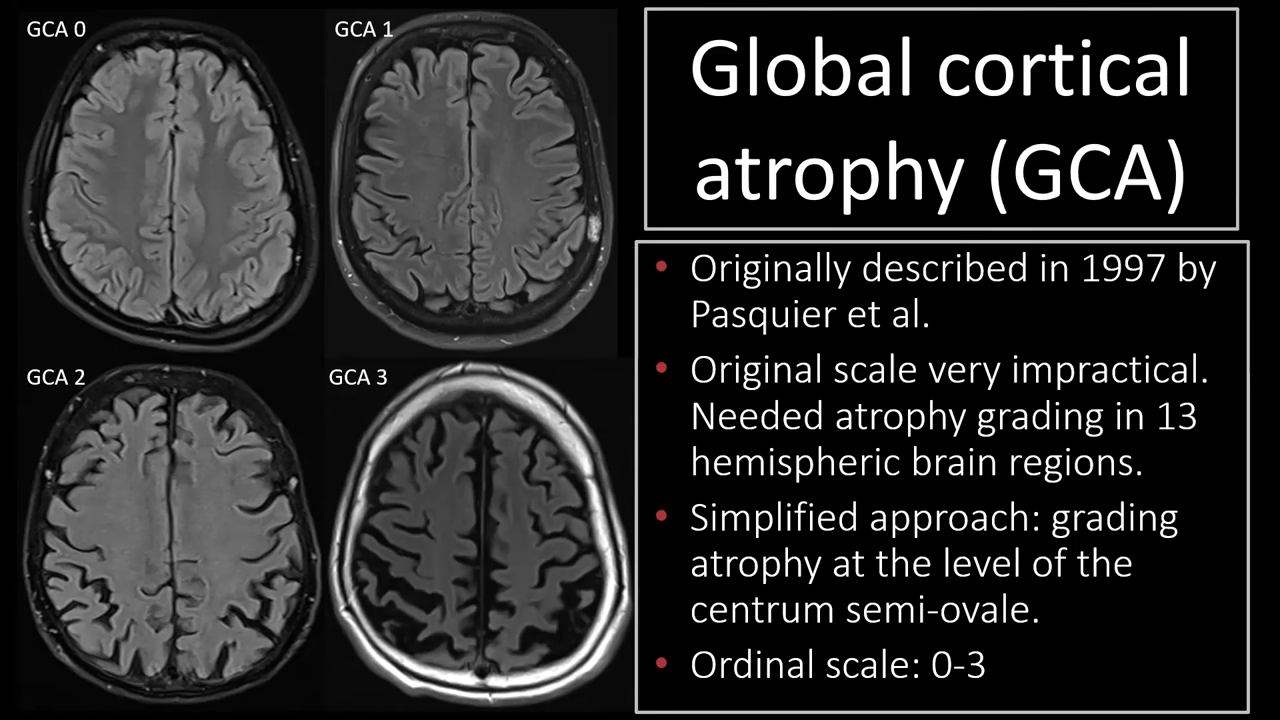 GCA 0
GCA 1
GCA 2
GCA 3
Global cortical
atrophy (GCA)
• Originally described in 1997 by
Pasquier et al.
• Original scale very impractical.
Needed atrophy grading in 13
hemispheric brain regions.
• Simplified approach: grading
atrophy at the level of the
centrum semi-ovale.
• Ordinal scale: 0-3